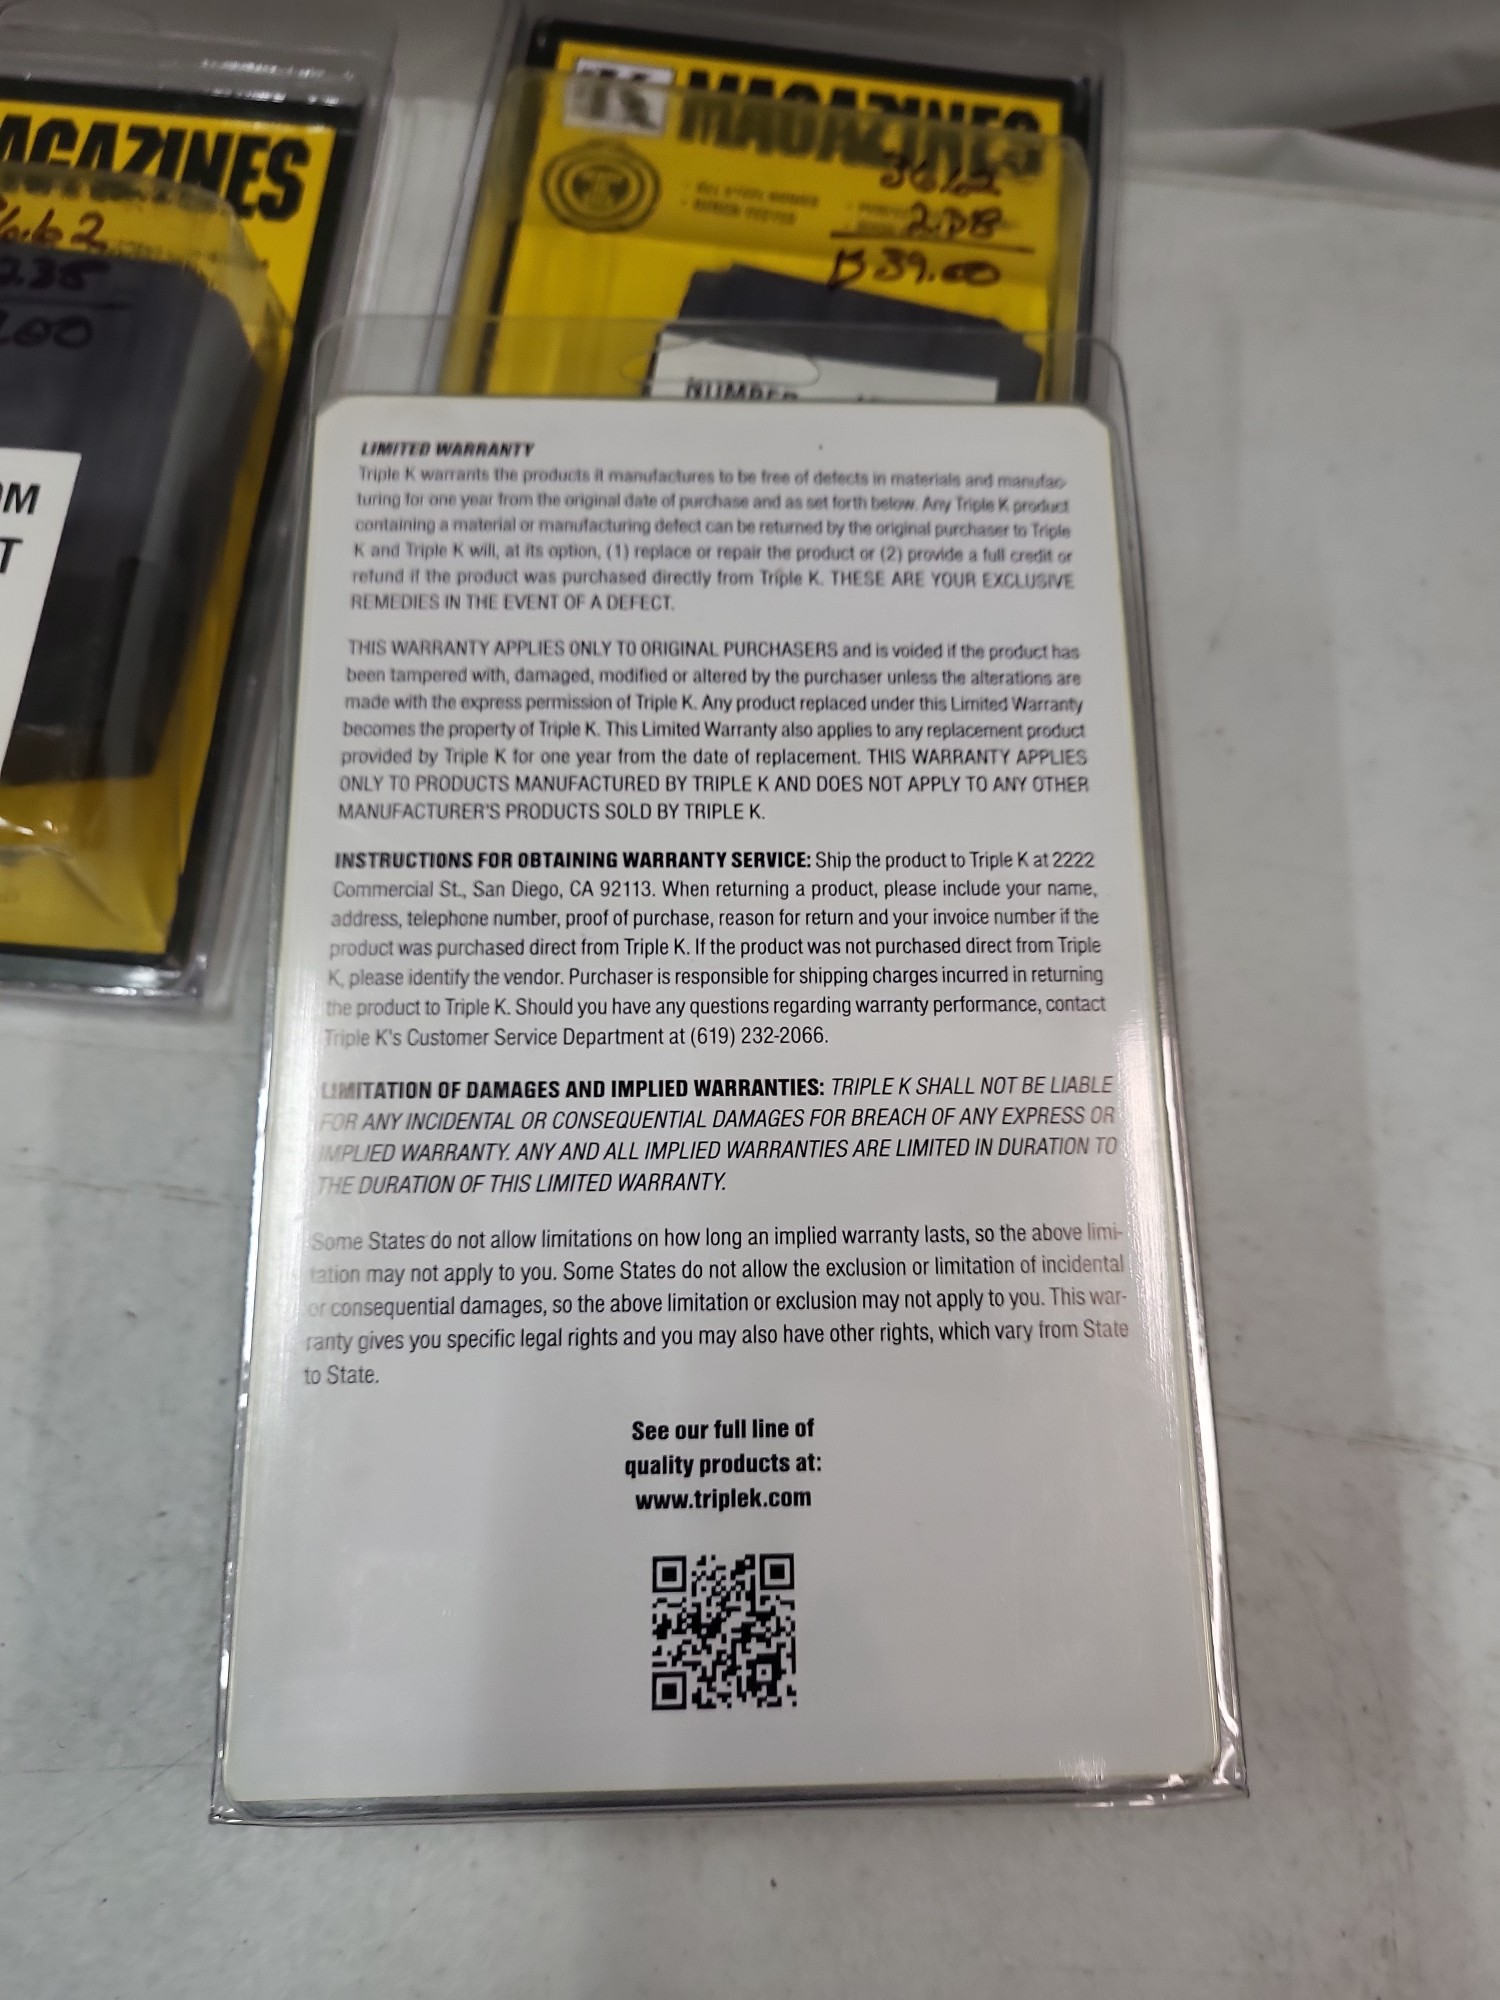 MAGAZINES
AGAZINES
36.62
2.38
$39.00
NUMBER
OM
T
LIMITED WARRANTY
Triple K warrants the products it manufactures to be free of defects in materials and manufac-
turing for one year from the original date of purchase and as set forth below. Any Triple K product
containing a material or manufacturing defect can be returned by the original purchaser to Triple
K and Triple K will, at its option, (1) replace or repair the product or (2) provide a full credit or
refund if the product was purchased directly from Triple K. THESE ARE YOUR EXCLUSIVE
REMEDIES IN THE EVENT OF A DEFECT.
THIS WARRANTY APPLIES ONLY TO ORIGINAL PURCHASERS and is voided if the product has
been tampered with, damaged, modified or altered by the purchaser unless the alterations are
made with the express permission of Triple K. Any product replaced under this Limited Warranty
becomes the property of Triple K. This Limited Warranty also applies to any replacement product
provided by Triple K for one year from the date of replacement. THIS WARRANTY APPLIES
ONLY TO PRODUCTS MANUFACTURED BY TRIPLE K AND DOES NOT APPLY TO ANY OTHER
MANUFACTURER'S PRODUCTS SOLD BY TRIPLE K.
INSTRUCTIONS FOR OBTAINING WARRANTY SERVICE: Ship the product to Triple K at 2222
Commercial St., San Diego, CA 92113. When returning a product, please include your name,
address, telephone number, proof of purchase, reason for return and your invoice number if the
product was purchased direct from Triple K. If the product was not purchased direct from Triple
K, please identify the vendor. Purchaser is responsible for shipping charges incurred in returning
the product to Triple K. Should you have any questions regarding warranty performance, contact
Triple K's Customer Service Department at (619) 232-2066.
LIMITATION OF DAMAGES AND IMPLIED WARRANTIES: TRIPLE K SHALL NOT BE LIABLE
FOR ANY INCIDENTAL OR CONSEQUENTIAL DAMAGES FOR BREACH OF ANY EXPRESS OR
IMPLIED WARRANTY. ANY AND ALL IMPLIED WARRANTIES ARE LIMITED IN DURATION TO
THE DURATION OF THIS LIMITED WARRANTY.
Some States do not allow limitations on how long an implied warranty lasts, so the above limi-
tation may not apply to you. Some States do not allow the exclusion or limitation of incidental
or consequential damages, so the above limitation or exclusion may not apply to you. This war-
ranty gives you specific legal rights and you may also have other rights, which vary from State
to State.
See our full line of
quality products at:
www.triplek.com